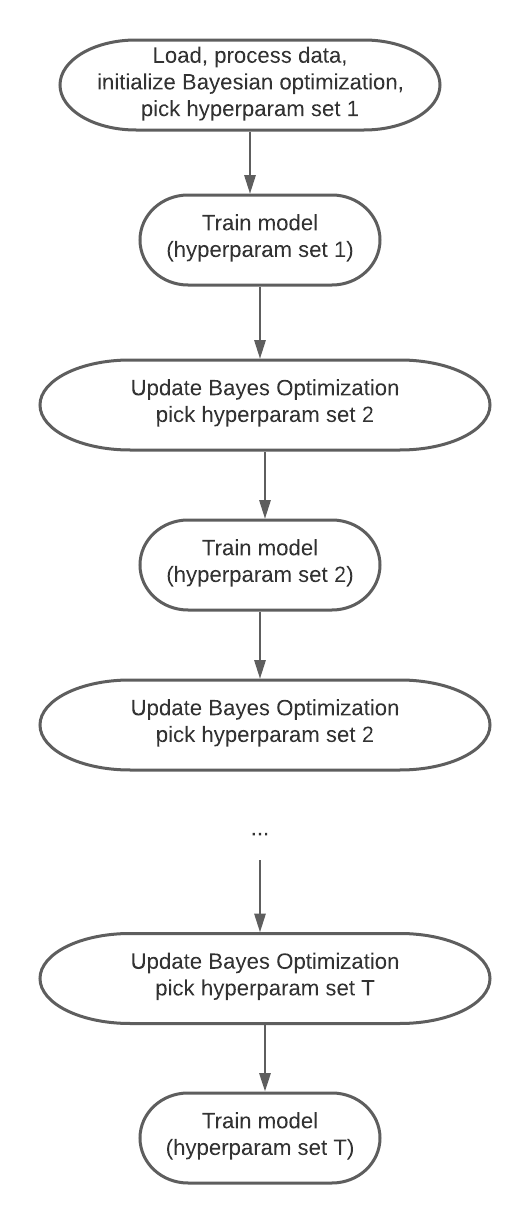 Load, process data,
initialize Bayesian optimization,
pick hyperparam set 1
Train model
(hyperparam set 1)
Update Bayes Optimization
pick hyperparam set 2
Train model
(hyperparam set 2)
Update Bayes Optimization
pick hyperparam set 2
...
Update Bayes Optimization
pick hyperparam set T
Train model
(hyperparam set T)